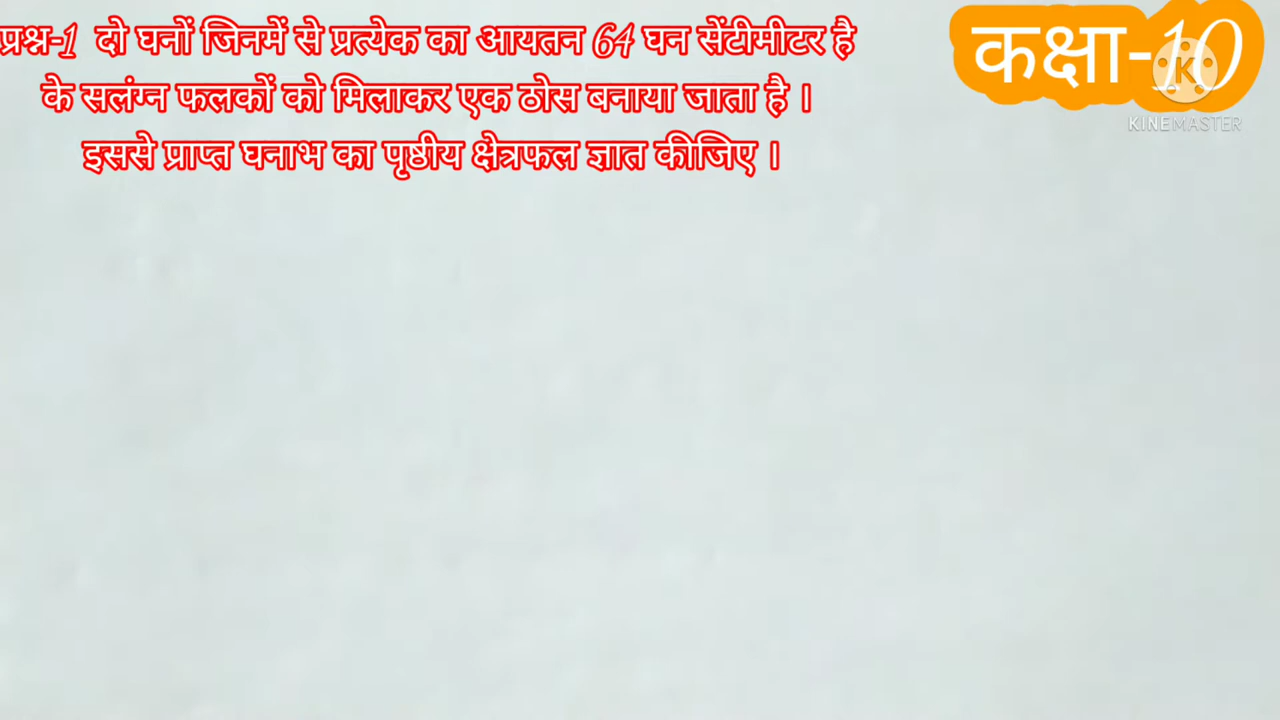 प्रश्न-1 दो घनों जिनमें से प्रत्येक का आयतन 64 घन सेंटीमीटर है
के सलंग्न फलकों को मिलाकर एक ठोस बनाया जाता है ।
इससे प्राप्त घनाभ का पृष्ठीय क्षेत्रफल ज्ञात कीजिए ।
कक्षा-10
K
KINEMASTER